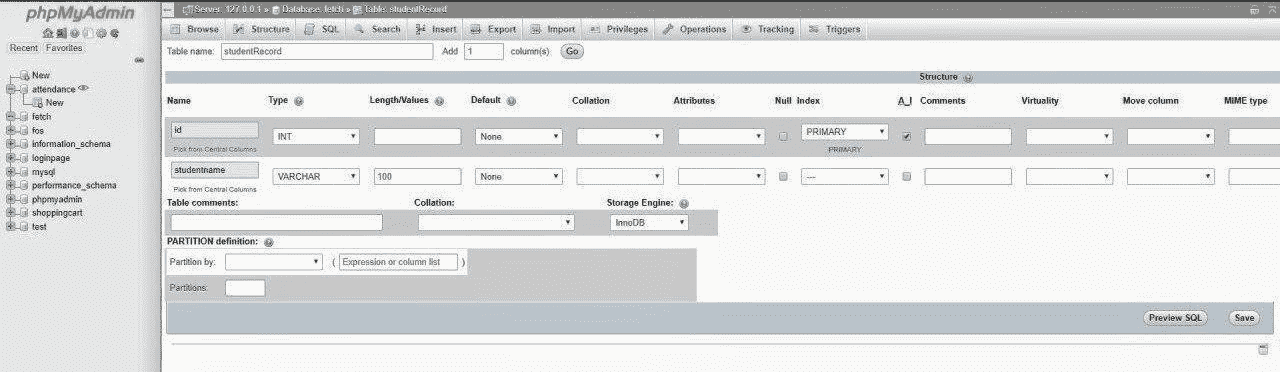 phpMyAdmin
Recent Favorites
New
attendance
New
fetch
fos
information_schema
loginpage
mysql
performance_schema
phpmyadmin
shoppingcart
test
Server: 127.0.0.1 » Database: fetch » Table: studentRecord
Browse Structure SQL Search Insert Export Import Privileges Operations Tracking Triggers
Table name: studentRecord Add 1 column(s) Go
Structure
Name Type Length/Values Default Collation Attributes Null Index A_I Comments Virtuality Move column MIME type
id INT None PRIMARY
Pick from Central Columns PRIMARY
studentname VARCHAR 100 None ---
Pick from Central Columns
Table comments: Collation: Storage Engine:
InnoDB
PARTITION definition:
Partition by: ( Expression or column list )
Partitions:
Preview SQL Save